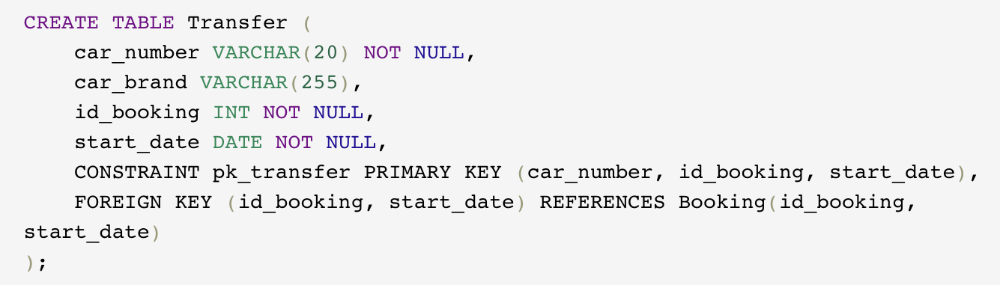 CREATE TABLE Transfer (
    car_number VARCHAR(20) NOT NULL,
    car_brand VARCHAR(255),
    id_booking INT NOT NULL,
    start_date DATE NOT NULL,
    CONSTRAINT pk_transfer PRIMARY KEY (car_number, id_booking, start_date),
    FOREIGN KEY (id_booking, start_date) REFERENCES Booking(id_booking,
start_date)
);